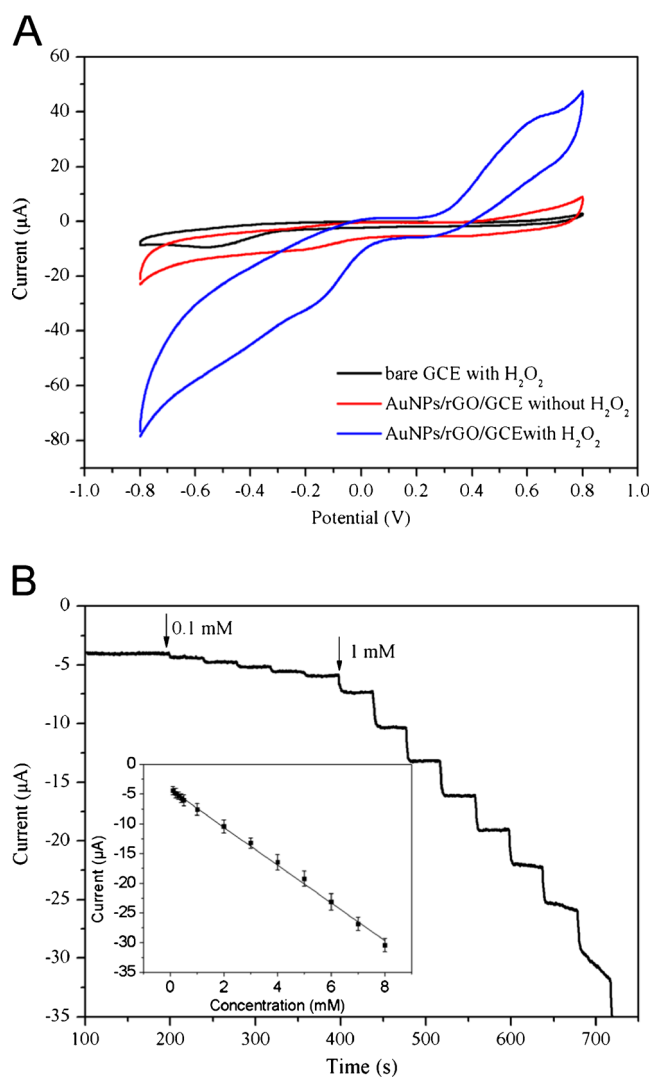 A
60
40
20
0
-20
-40
-60
-80
Current (μA)
bare GCE with H₂O₂
AuNPs/rGO/GCE without H₂O₂
AuNPs/rGO/GCEwith H₂O₂
-1.0 -0.8 -0.6 -0.4 -0.2 0.0 0.2 0.4 0.6 0.8 1.0
Potential (V)
B
0
-5
-10
-15
-20
-25
-30
-35
Current (μA)
0.1 mM
1 mM
0
-5
-10
-15
-20
-25
-30
-35
Current (μA)
0 2 4 6 8
Concentration (mM)
100 200 300 400 500 600 700
Time (s)